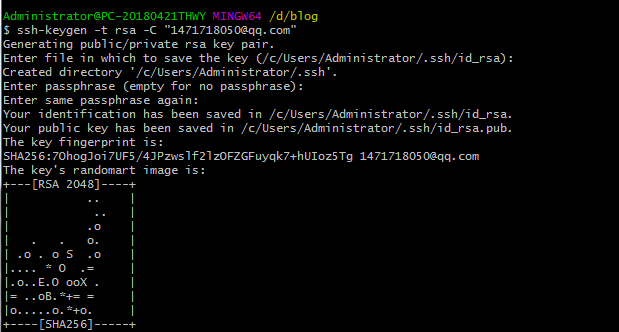 Administrator@PC-20180421THWY MINGW64 /d/blog
$ ssh-keygen -t rsa -C "1471718050@qq.com"
Generating public/private rsa key pair.
Enter file in which to save the key (/c/Users/Administrator/.ssh/id_rsa):
Created directory '/c/Users/Administrator/.ssh'.
Enter passphrase (empty for no passphrase):
Enter same passphrase again:
Your identification has been saved in /c/Users/Administrator/.ssh/id_rsa.
Your public key has been saved in /c/Users/Administrator/.ssh/id_rsa.pub.
The key fingerprint is:
SHA256:7OhogJoi7UF5/4JPzwslf2lzOFZGFuyqk7+hUIoz5Tg 1471718050@qq.com
The key's randomart image is:
+---[RSA 2048]----+
|           ..    |
|            ..   |
|           .o    |
|   .   .   o.    |
| .o . o S  .o    |
|.... * O  .=     |
|.o..E.O ooX .    |
|= ..oB.*+= =     |
|o.....o.*+o.     |
+----[SHA256]-----+